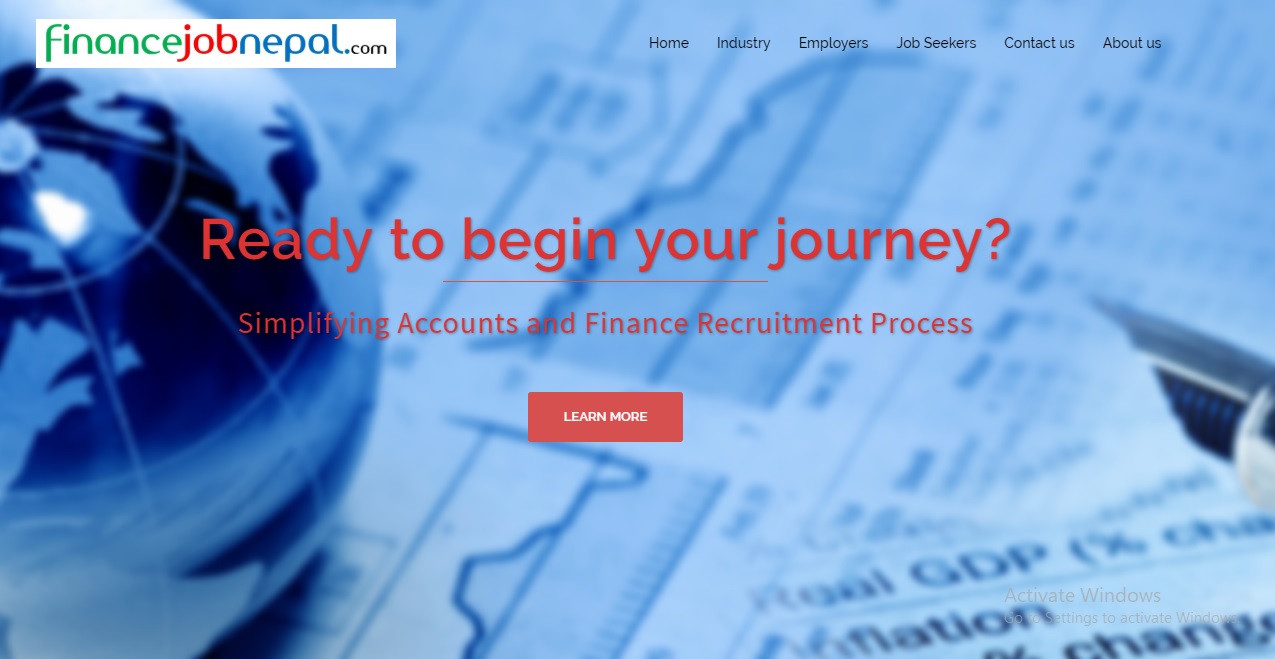 financejobnepal.com
Home Industry Employers Job Seekers Contact us About us
Ready to begin your journey?
Simplifying Accounts and Finance Recruitment Process
LEARN MORE
Real GDP (% cha
Activate Windows
Go to Settings to activate Windows.
Inflation
% change